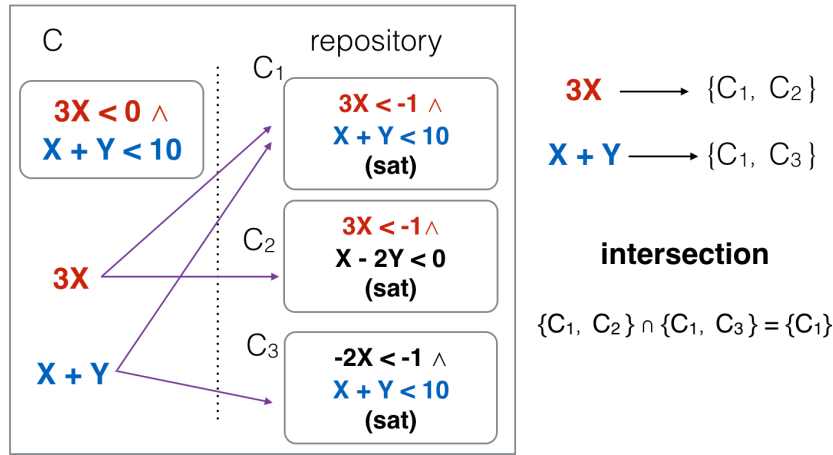 C
repository
3X < 0 ∧
X + Y < 10
C₁
3X < -1 ∧
X + Y < 10
(sat)
C₂
3X < -1 ∧
X - 2Y < 0
(sat)
3X
C₃
-2X < -1 ∧
X + Y < 10
(sat)
X + Y
3X {C₁, C₂}
X + Y {C₁, C₃}
intersection
{C₁, C₂} ∩ {C₁, C₃} = {C₁}